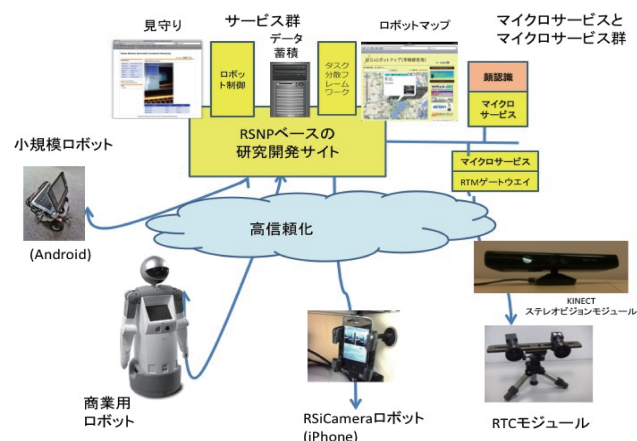 見守り
サービス群
データ
蓄積
ロボットマップ
マイクロサービスと
マイクロサービス群
ロボッ
ト制御
タスク
分散フ
レーム
ワーク
顔認識
マイクロ
サービス
RSNPベースの
研究開発サイト
マイクロサービス
RTMゲートウエイ
小規模ロボット
(Android)
高信頼化
KINECT
ステレオビジョンモジュール
商業用
ロボット
RSiCameraロボット
(iPhone)
RTCモジュール